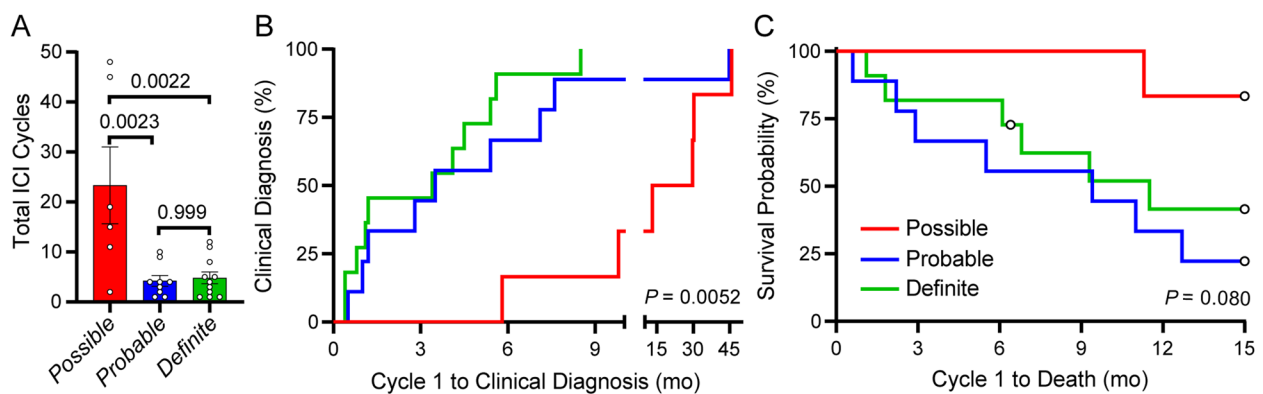 A
Total ICI Cycles
50
40
30
20
10
0
0.0022
0.0023
0.999
Possible
Probable
Definite
B
Clinical Diagnosis (%)
100
75
50
25
0
P = 0.0052
0 3 6 9 15 30 45
Cycle 1 to Clinical Diagnosis (mo)
C
Survival Probability (%)
100
75
50
25
0
Possible
Probable
Definite
P = 0.080
0 3 6 9 12 15
Cycle 1 to Death (mo)